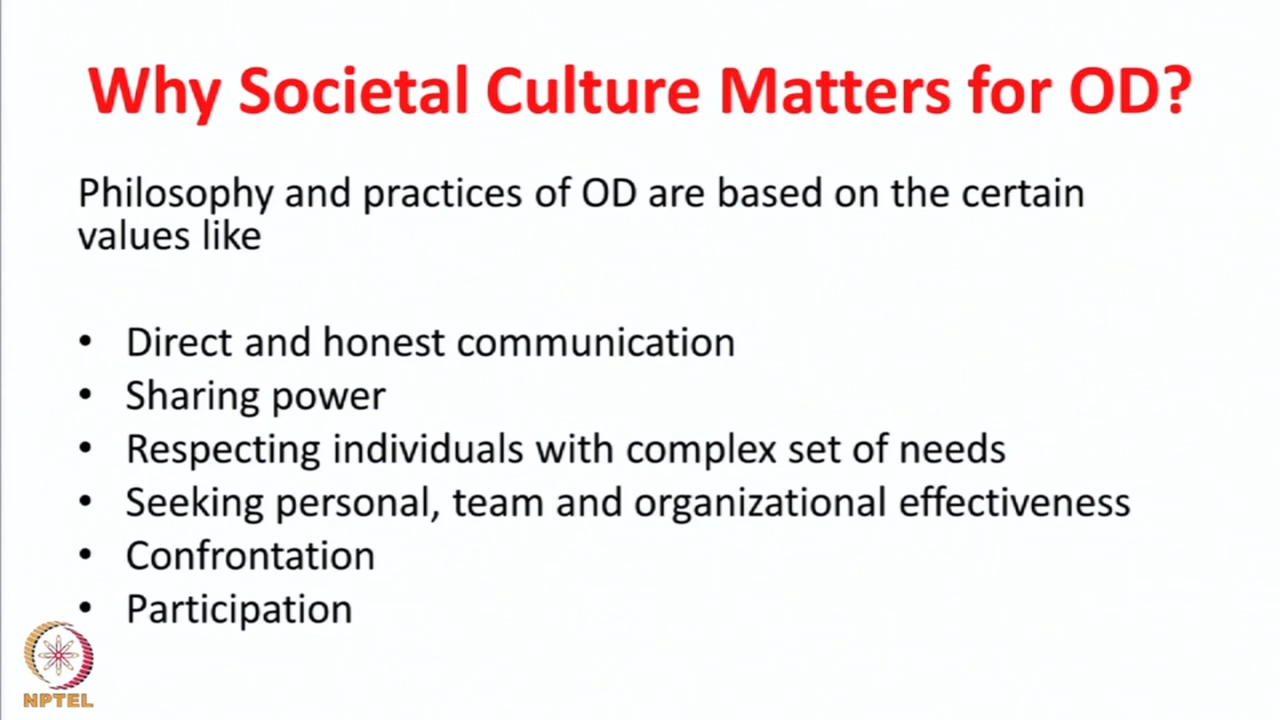 Why Societal Culture Matters for OD?
Philosophy and practices of OD are based on the certain
values like
• Direct and honest communication
• Sharing power
• Respecting individuals with complex set of needs
• Seeking personal, team and organizational effectiveness
• Confrontation
• Participation
NPTEL